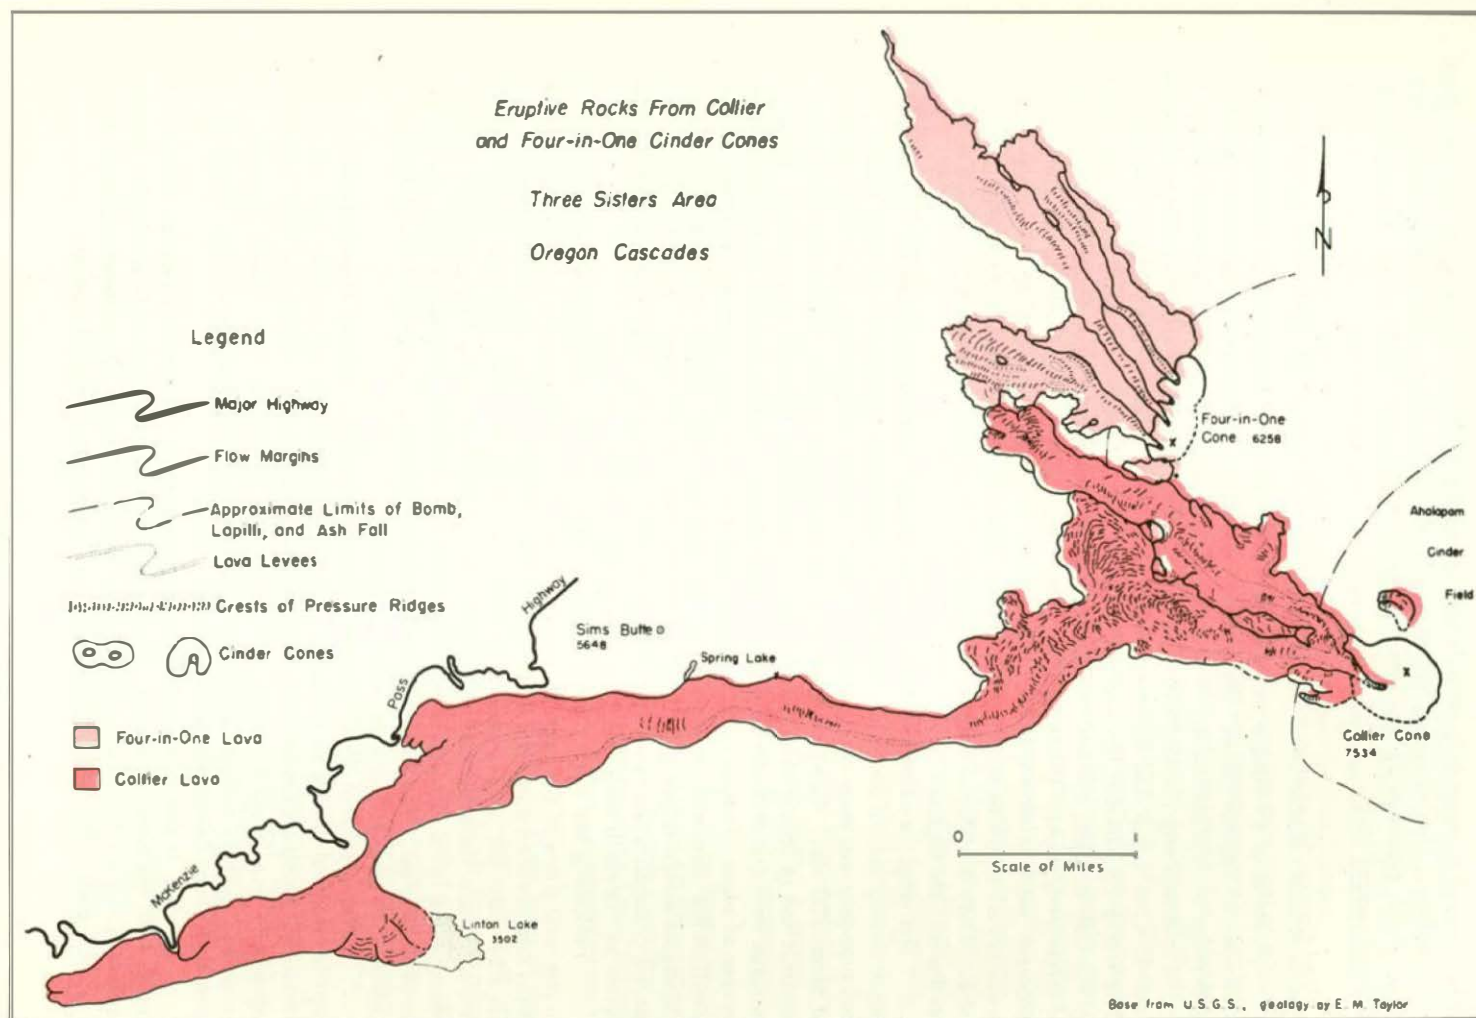 Eruptive Rocks From Collier
and Four-in-One Cinder Cones
Three Sisters Area
Oregon Cascades
N
Legend
Major Highway
Flow Margins
Approximate Limits of Bomb,
Lapilli, and Ash Fall
Lava Levees
Crests of Pressure Ridges
Cinder Cones
Four-in-One Lava
Collier Lava
Four-in-One
Cone 6258
Ahalapam
Cinder
Field
Highway
Sims Butte
5648
Spring Lake
Pass
Collier Cone
7534
0 1
Scale of Miles
McKenzie
Linton Lake
3502
Base from U.S.G.S., geology by E. M. Taylor